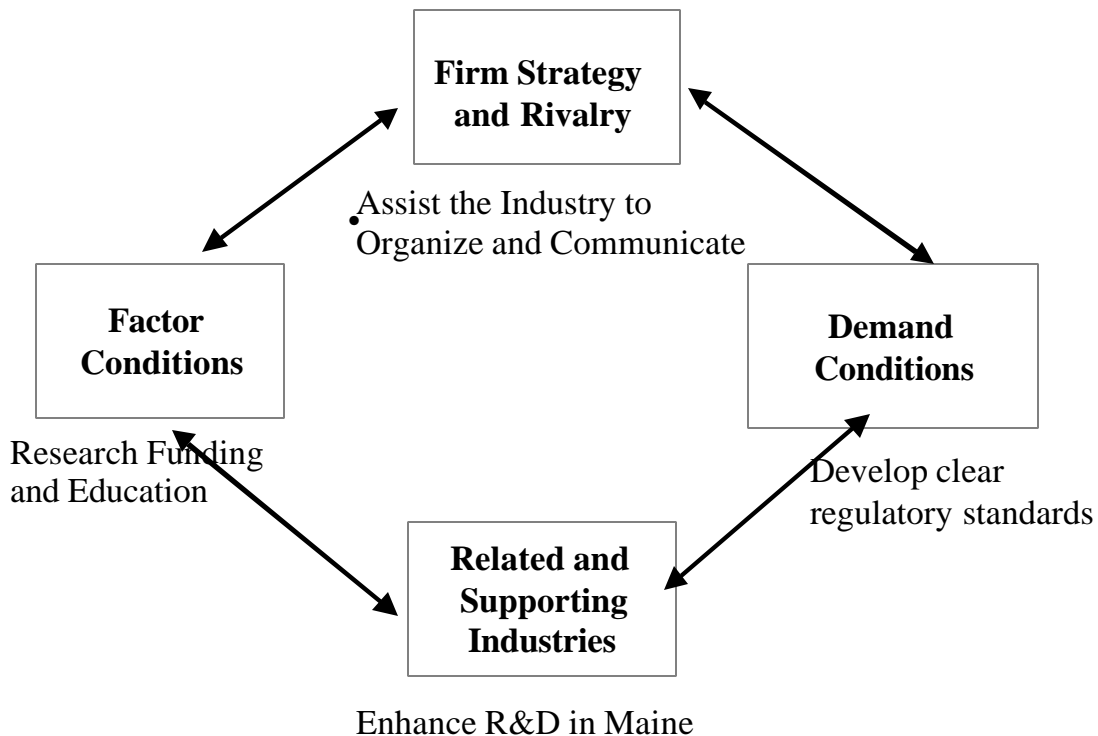 Firm Strategy
and Rivalry
•Assist the Industry to
Organize and Communicate
Factor
Conditions
Research Funding
and Education
Demand
Conditions
Develop clear
regulatory standards
Related and
Supporting
Industries
Enhance R&D in Maine